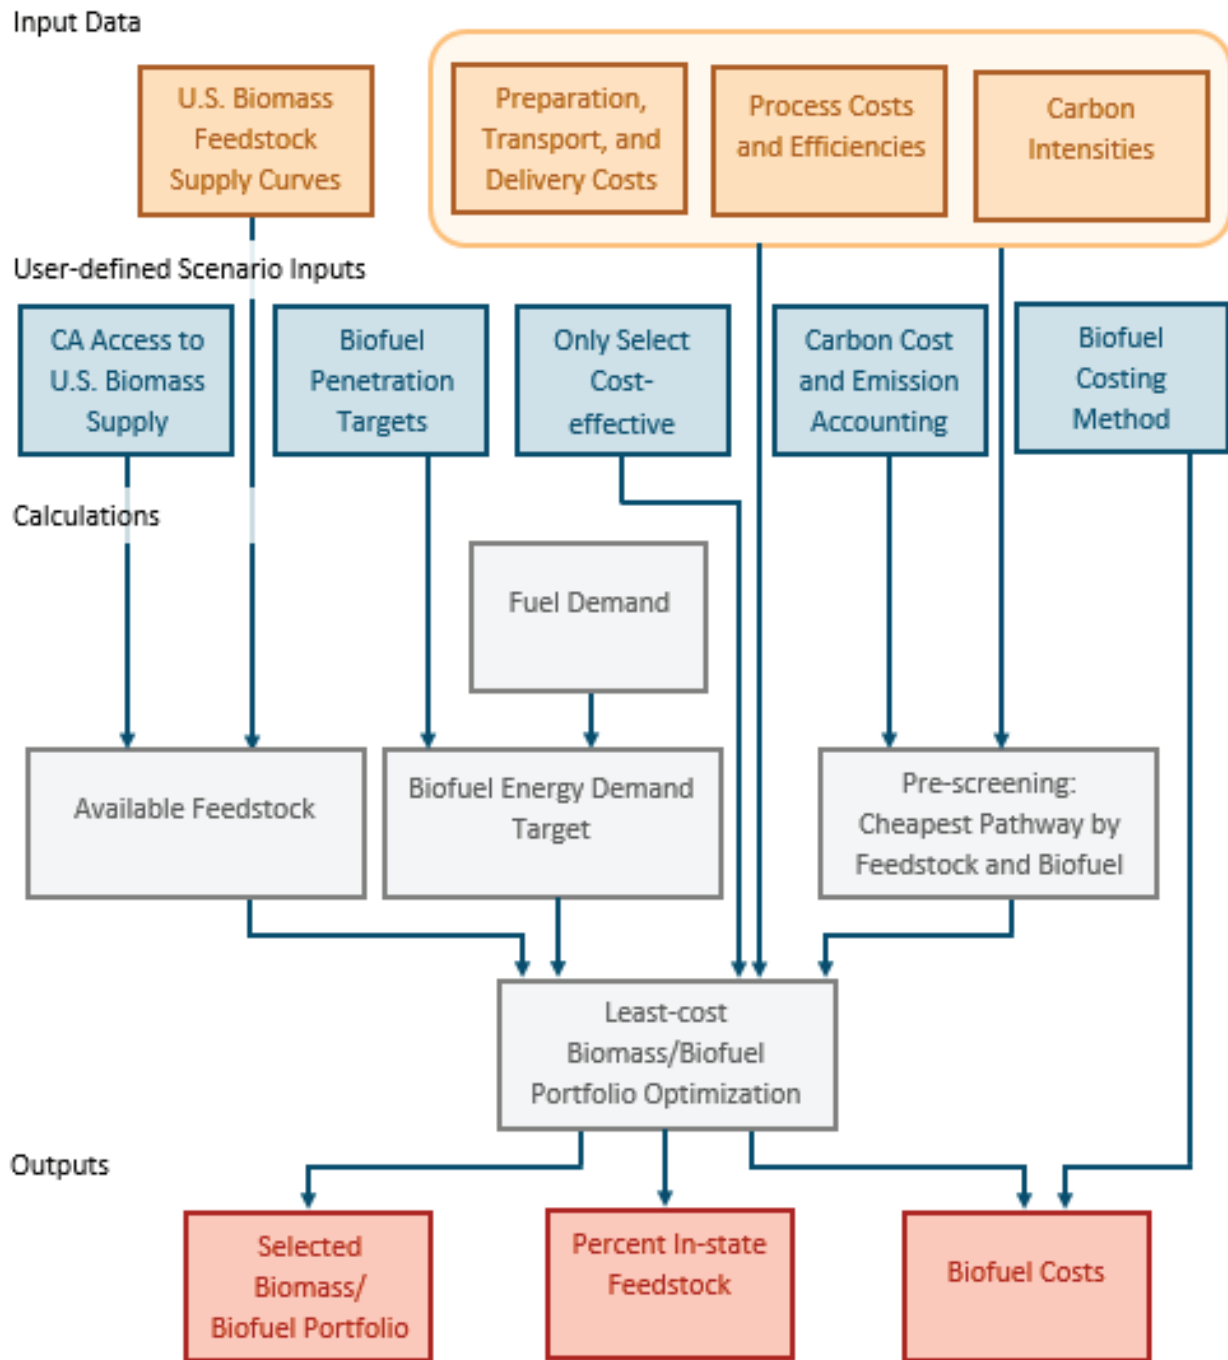 Input Data
U.S. Biomass
Feedstock
Supply Curves
Preparation,
Transport, and
Delivery Costs
Process Costs
and Efficiencies
Carbon
Intensities
User-defined Scenario Inputs
CA Access to
U.S. Biomass
Supply
Biofuel
Penetration
Targets
Only Select
Cost-
effective
Carbon Cost
and Emission
Accounting
Biofuel
Costing
Method
Calculations
Fuel Demand
Available Feedstock
Biofuel Energy Demand
Target
Pre-screening:
Cheapest Pathway by
Feedstock and Biofuel
Least-cost
Biomass/Biofuel
Portfolio Optimization
Outputs
Selected
Biomass/
Biofuel Portfolio
Percent In-state
Feedstock
Biofuel Costs